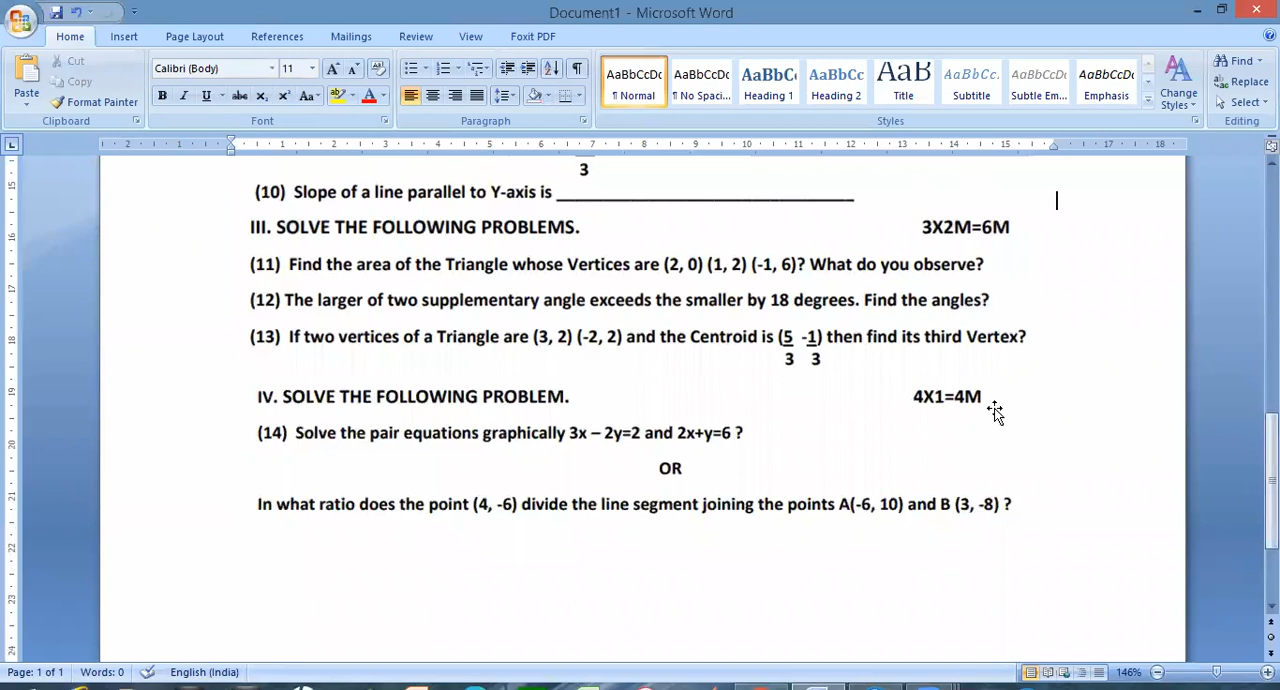 Document1 - Microsoft Word
Home Insert Page Layout References Mailings Review View Foxit PDF
Paste
Cut
Copy
Format Painter
Clipboard
Calibri (Body) 11
Font
Paragraph
AaBbCcDc AaBbCcDc AaBbC AaBbCc AaB AaBbCc. AaBbCcDc AaBbCcDc
¶ Normal ¶ No Spaci... Heading 1 Heading 2 Title Subtitle Subtle Em... Emphasis
Styles
Change Styles
Find
Replace
Select
Editing
3
(10) Slope of a line parallel to Y-axis is ________________________________
III. SOLVE THE FOLLOWING PROBLEMS. 3X2M=6M
(11) Find the area of the Triangle whose Vertices are (2, 0) (1, 2) (-1, 6)? What do you observe?
(12) The larger of two supplementary angle exceeds the smaller by 18 degrees. Find the angles?
(13) If two vertices of a Triangle are (3, 2) (-2, 2) and the Centroid is (5 -1) then find its third Vertex?
3 3
IV. SOLVE THE FOLLOWING PROBLEM. 4X1=4M
(14) Solve the pair equations graphically 3x – 2y=2 and 2x+y=6 ?
OR
In what ratio does the point (4, -6) divide the line segment joining the points A(-6, 10) and B (3, -8) ?
Page: 1 of 1 Words: 0 English (India) 146%